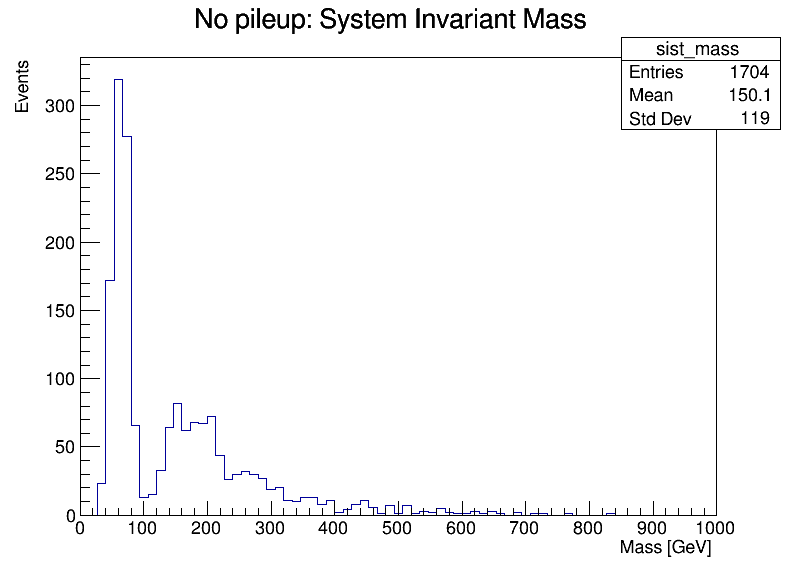 No pileup: System Invariant Mass
sist_mass
Entries 1704
Mean 150.1
Std Dev 119
Events
300
250
200
150
100
50
0
0 100 200 300 400 500 600 700 800 900 1000
Mass [GeV]